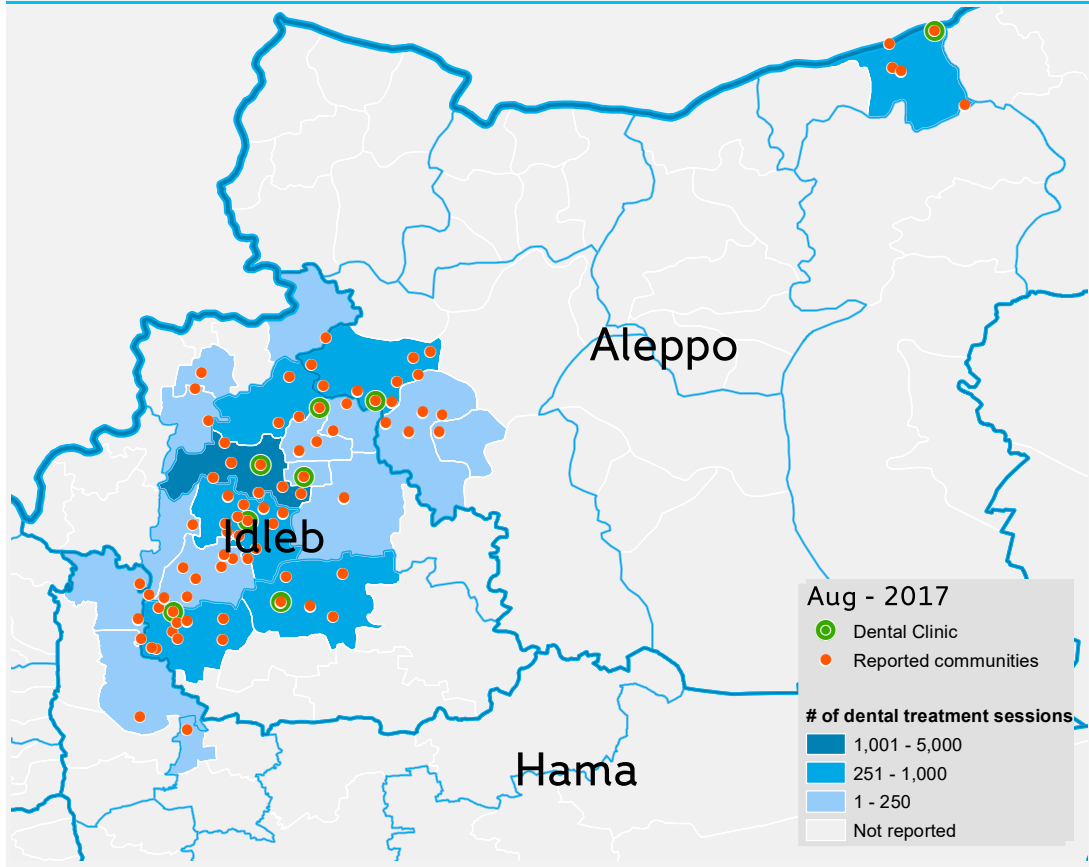 Aleppo
Idleb
Hama
Aug - 2017
Dental Clinic
Reported communities
# of dental treatment sessions
1,001 - 5,000
251 - 1,000
1 - 250
Not reported